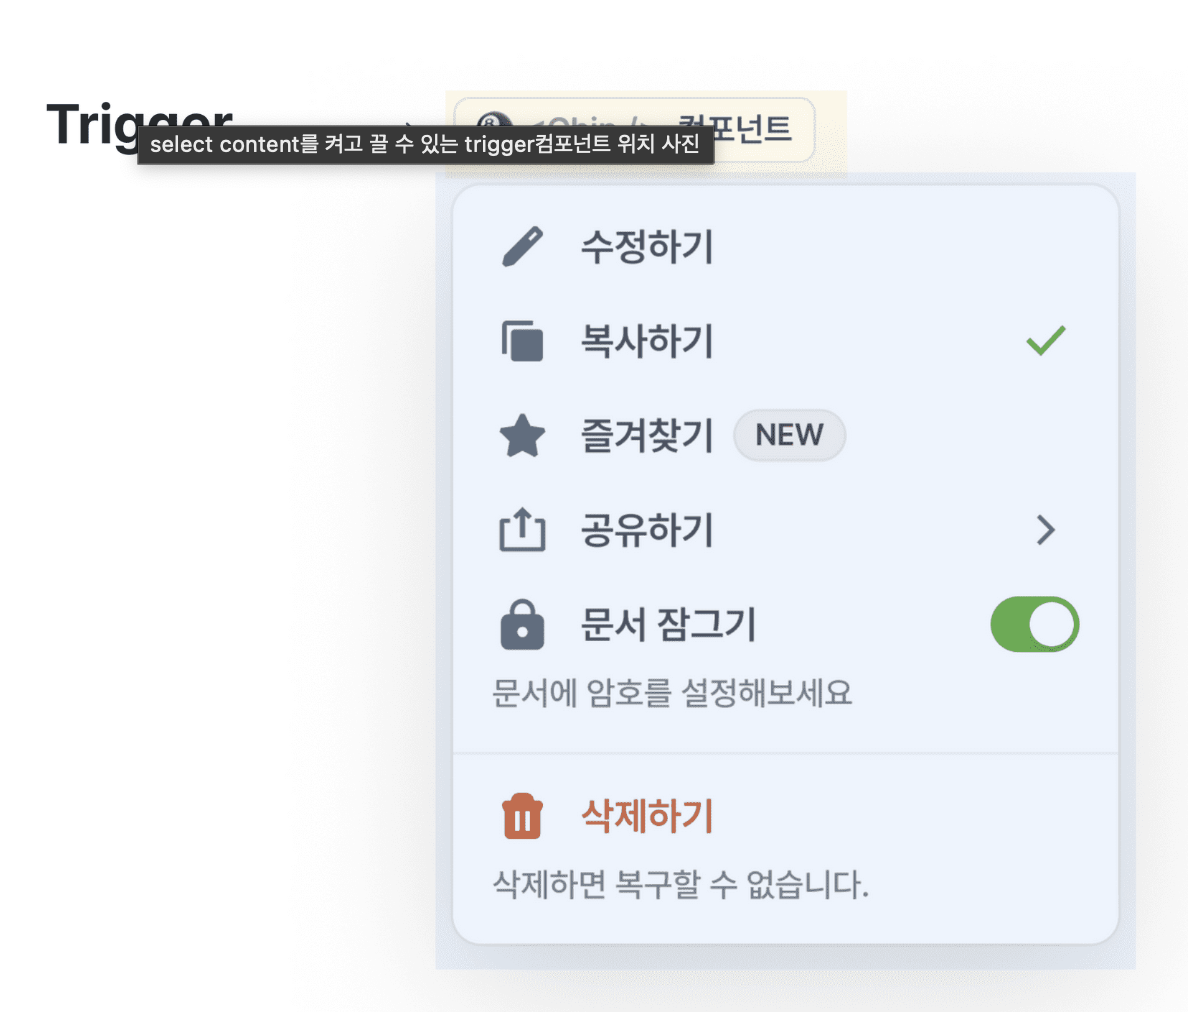 Trigger
컴포넌트
select content를 켜고 끌 수 있는 trigger컴포넌트 위치 사진
수정하기
복사하기
즐겨찾기 NEW
공유하기
문서 잠그기
문서에 암호를 설정해보세요
삭제하기
삭제하면 복구할 수 없습니다.